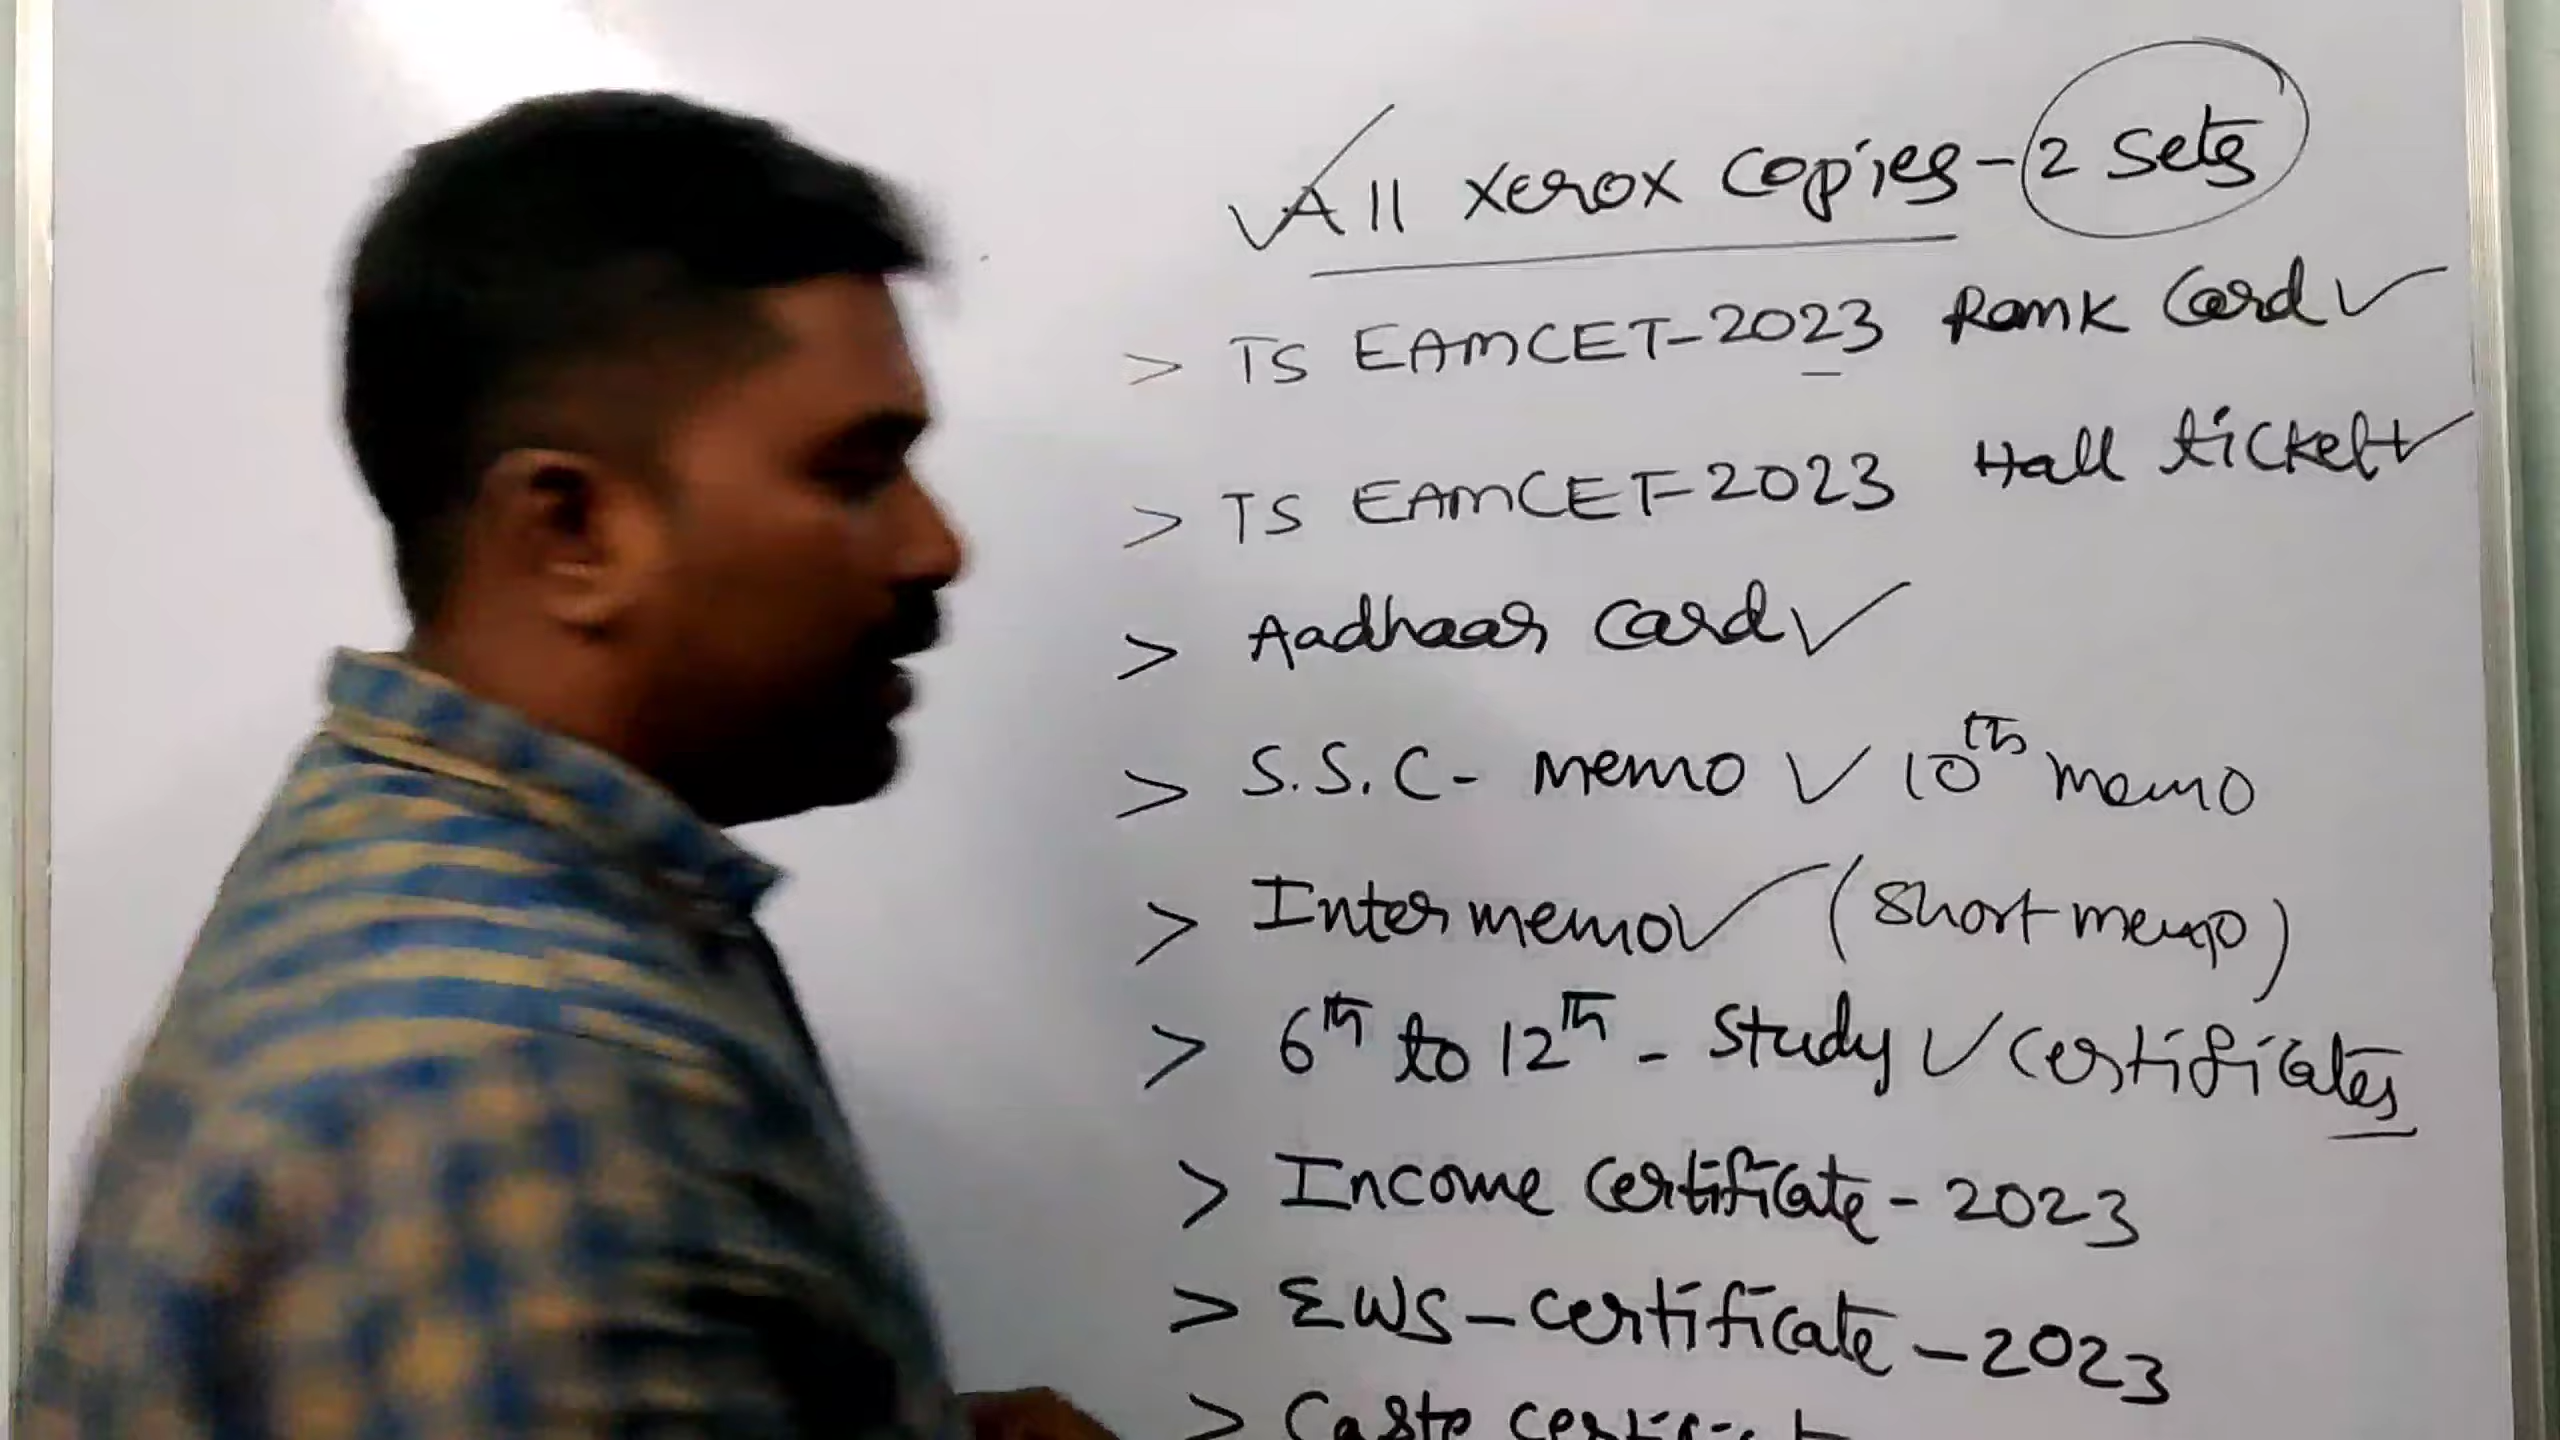 ✓All Xerox Copies - 2 Sets
> TS EAMCET-2023 Rank Card ✓
> TS EAMCET-2023 Hall ticket ✓
> Aadhaar Card ✓
> S.S.C - memo ✓ 10th memo
> Inter memo ✓ (Short memo)
> 6th to 12th - Study ✓ Certificates
> Income Certificate - 2023
> EWS - Certificate - 2023
> Caste